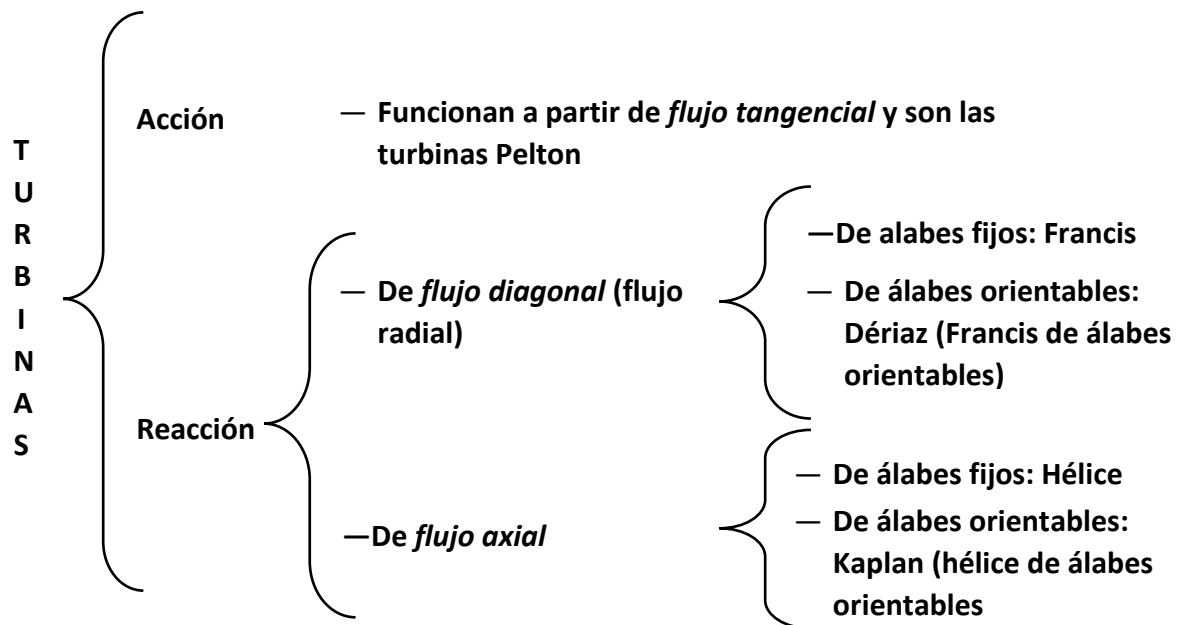 TURBINAS
Acción
— Funcionan a partir de flujo tangencial y son las
turbinas Pelton
Reacción
— De flujo diagonal (flujo
radial)
—De alabes fijos: Francis
— De álabes orientables:
Dériaz (Francis de álabes
orientables)
—De flujo axial
— De álabes fijos: Hélice
— De álabes orientables:
Kaplan (hélice de álabes
orientables